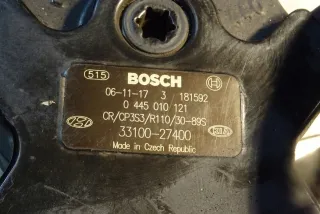 515 BOSCH
06-11-17 3 181592
0 445 010 121
CR/CP3S3/R110/30-89S
33100-27400
Made in Czech Republic